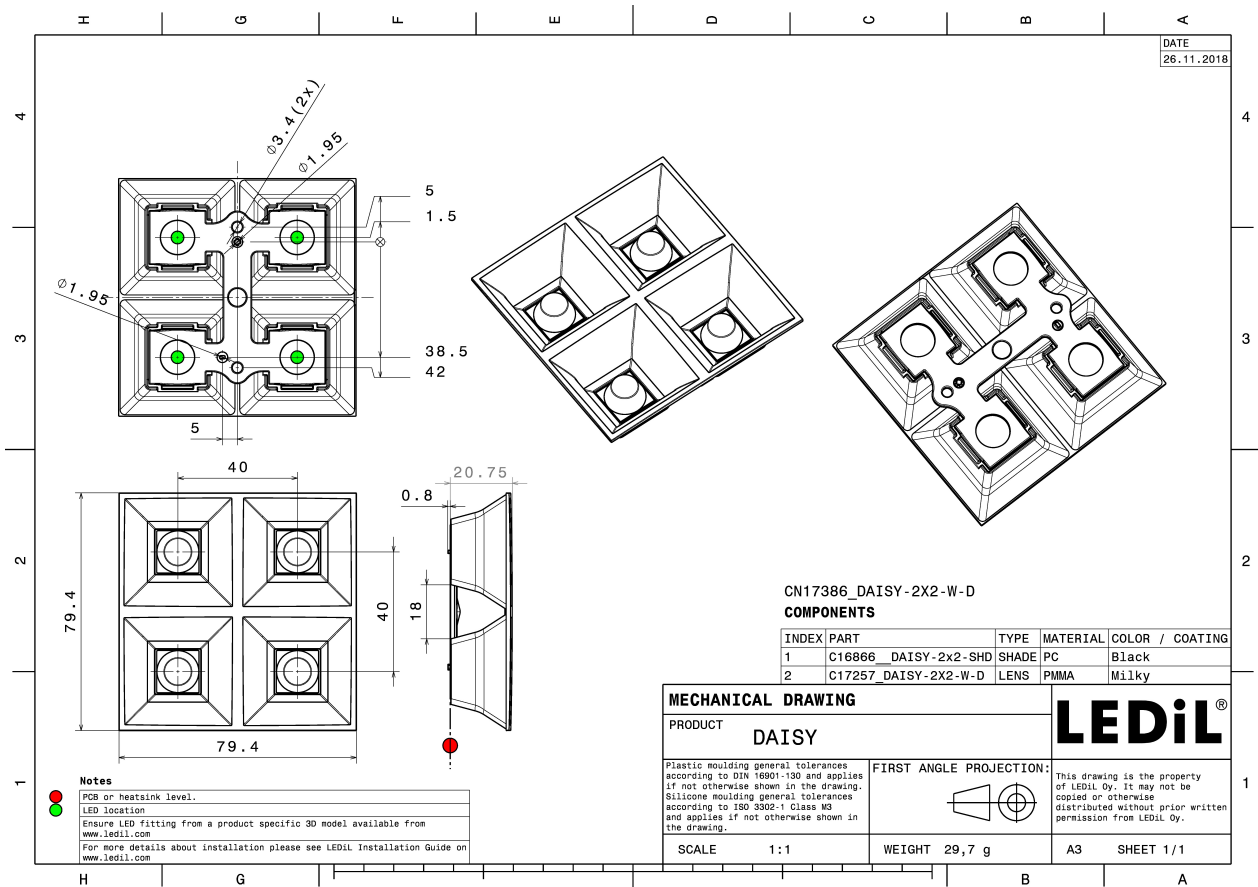 H G F E D C B A
DATE
26.11.2018
4 4
3 3
2 2
1 1
∅3.4(2x)
∅1.95
5
1.5
∅1.95
38.5
42
5
40
20.75
0.8
79.4
40
18
79.4
CN17386_DAISY-2X2-W-D
COMPONENTS
INDEX PART TYPE MATERIAL COLOR / COATING
1 C16866__DAISY-2x2-SHD SHADE PC Black
2 C17257_DAISY-2X2-W-D LENS PMMA Milky
MECHANICAL DRAWING
PRODUCT
DAISY
LEDiL®
Plastic moulding general tolerances
according to DIN 16901-130 and applies
if not otherwise shown in the drawing.
Silicone moulding general tolerances
according to ISO 3302-1 Class M3
and applies if not otherwise shown in
the drawing.
FIRST ANGLE PROJECTION:
This drawing is the property
of LEDiL Oy. It may not be
copied or otherwise
distributed without prior written
permission from LEDiL Oy.
SCALE 1:1 WEIGHT 29,7 g A3 SHEET 1/1
Notes
PCB or heatsink level.
LED location
Ensure LED fitting from a product specific 3D model available from
www.ledil.com
For more details about installation please see LEDiL Installation Guide on
www.ledil.com
H G B A